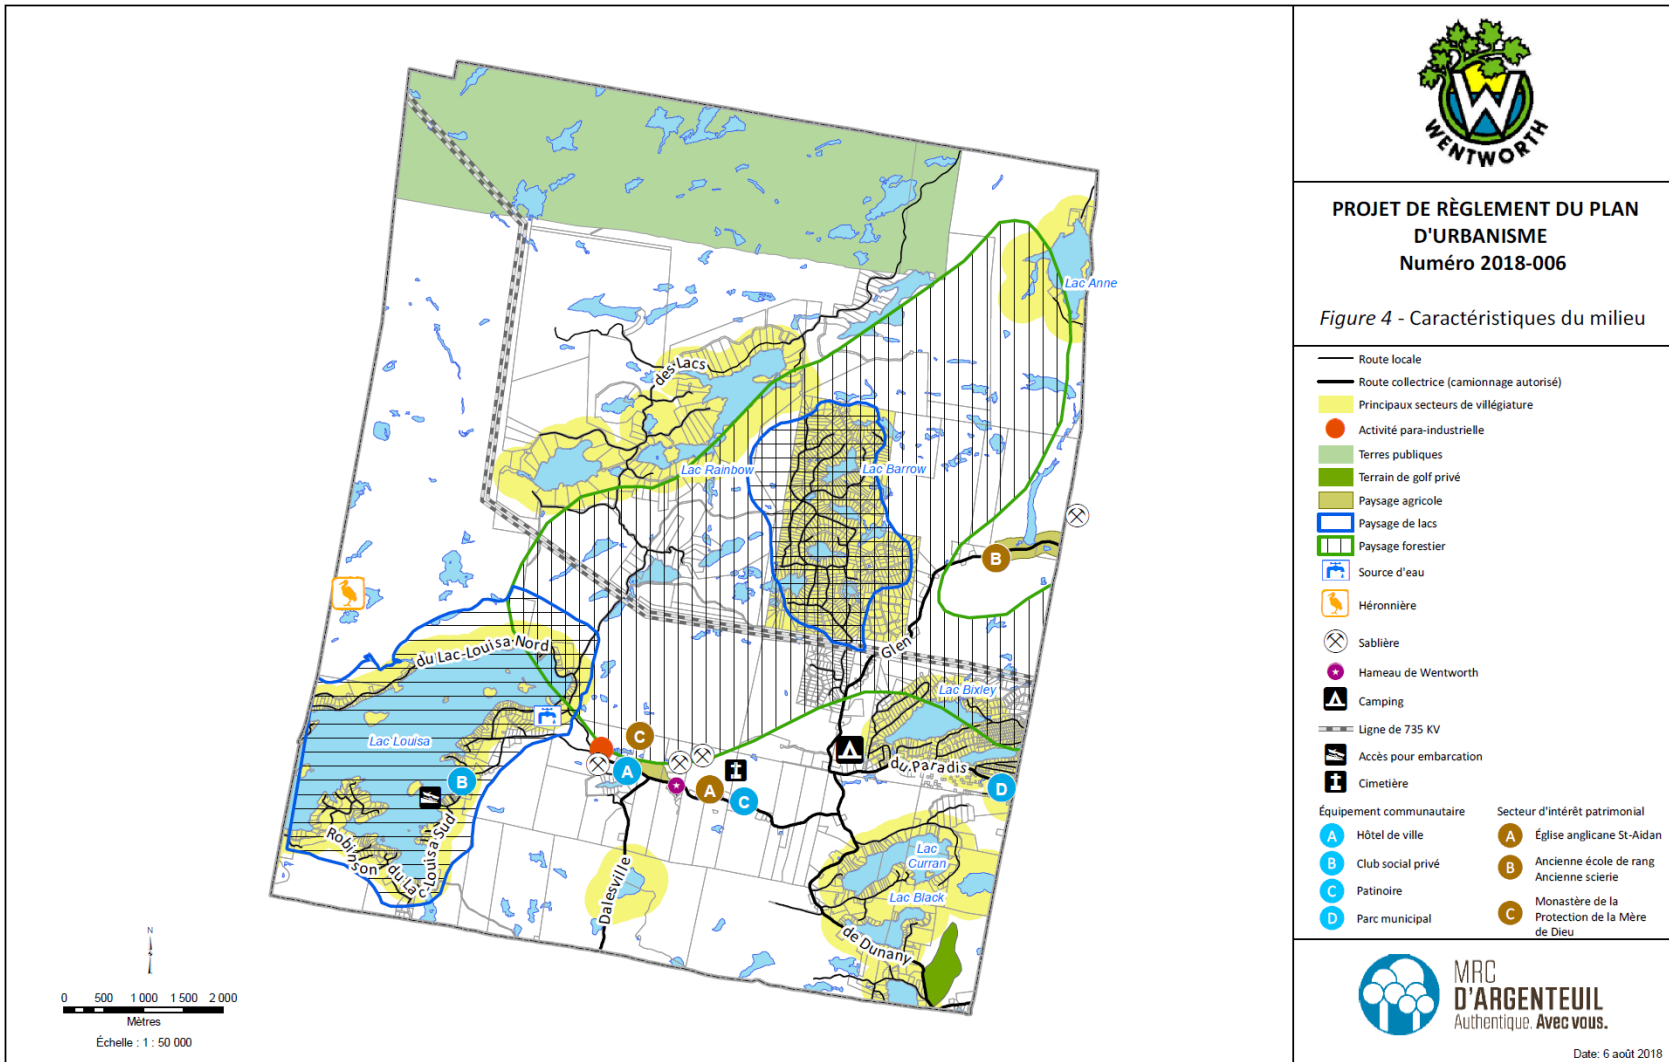 WENTWORTH
PROJET DE RÈGLEMENT DU PLAN
D'URBANISME
Numéro 2018-006
Figure 4 - Caractéristiques du milieu
Route locale
Route collectrice (camionnage autorisé)
Principaux secteurs de villégiature
Activité para-industrielle
Terres publiques
Terrain de golf privé
Paysage agricole
Paysage de lacs
Paysage forestier
Source d'eau
Héronnière
Sablière
Hameau de Wentworth
Camping
Ligne de 735 KV
Accès pour embarcation
Cimetière
Équipement communautaire
A Hôtel de ville
B Club social privé
C Patinoire
D Parc municipal
Secteur d'intérêt patrimonial
A Église anglicane St-Aidan
B Ancienne école de rang
Ancienne scierie
C Monastère de la
Protection de la Mère
de Dieu
MRC
D'ARGENTEUIL
Authentique. Avec vous.
Date: 6 août 2018
Lac Anne
des Lacs
Lac Rainbow
Lac Barrow
B
Glen
du Lac-Louisa-Nord
Lac Bixley
Lac Louisa
C
A
B
du Paradis
A
C
D
Robinson
du Lac-Louisa-Sud
Dalesville
Lac
Curran
Lac Black
de Dunany
N
0 500 1 000 1 500 2 000
Mètres
Échelle : 1 : 50 000